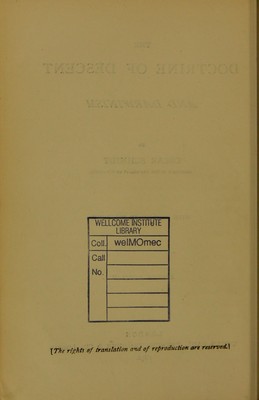 WELLCOME INSTITUTE
LIBRARY
Coll. welMOmec
Call
No.
[The rights of translation and of reproduction are reserved.]